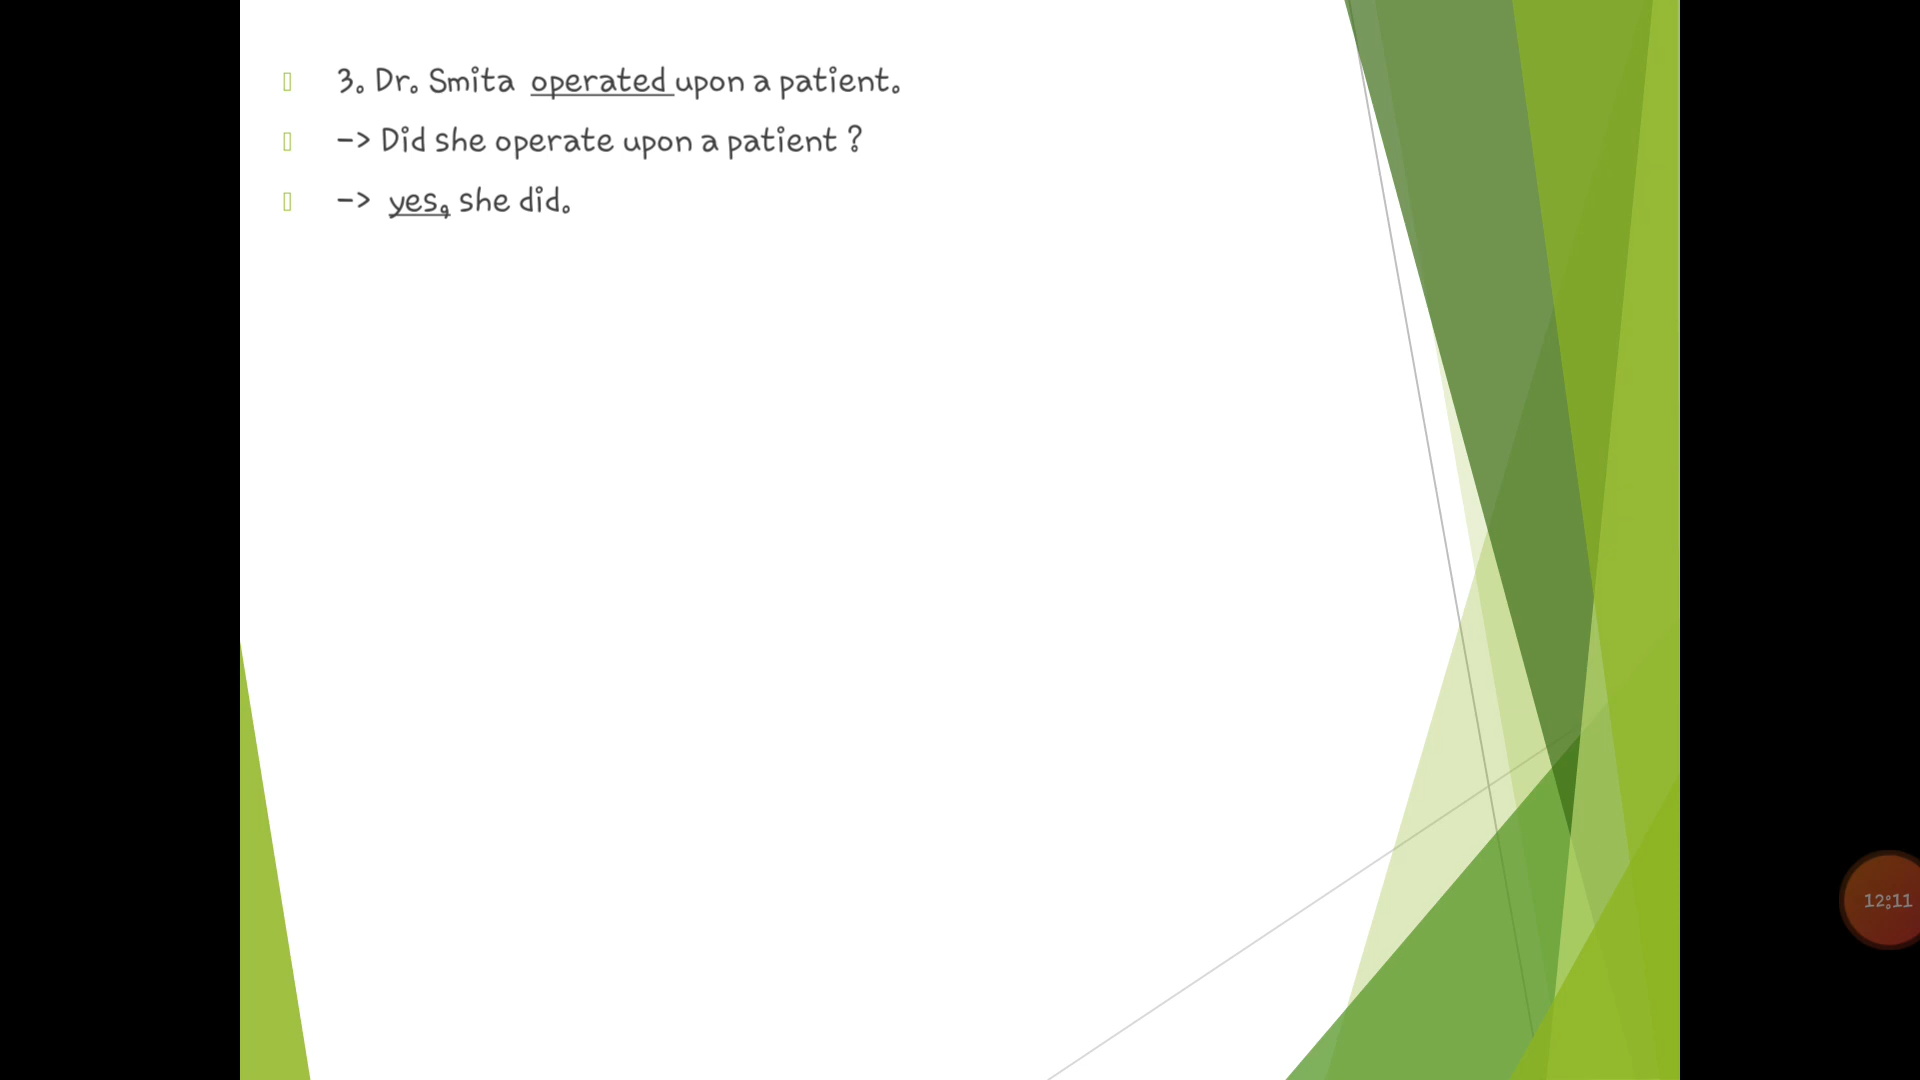 3. Dr. Smita operated upon a patient.
-> Did she operate upon a patient ?
-> yes, she did.
12:11